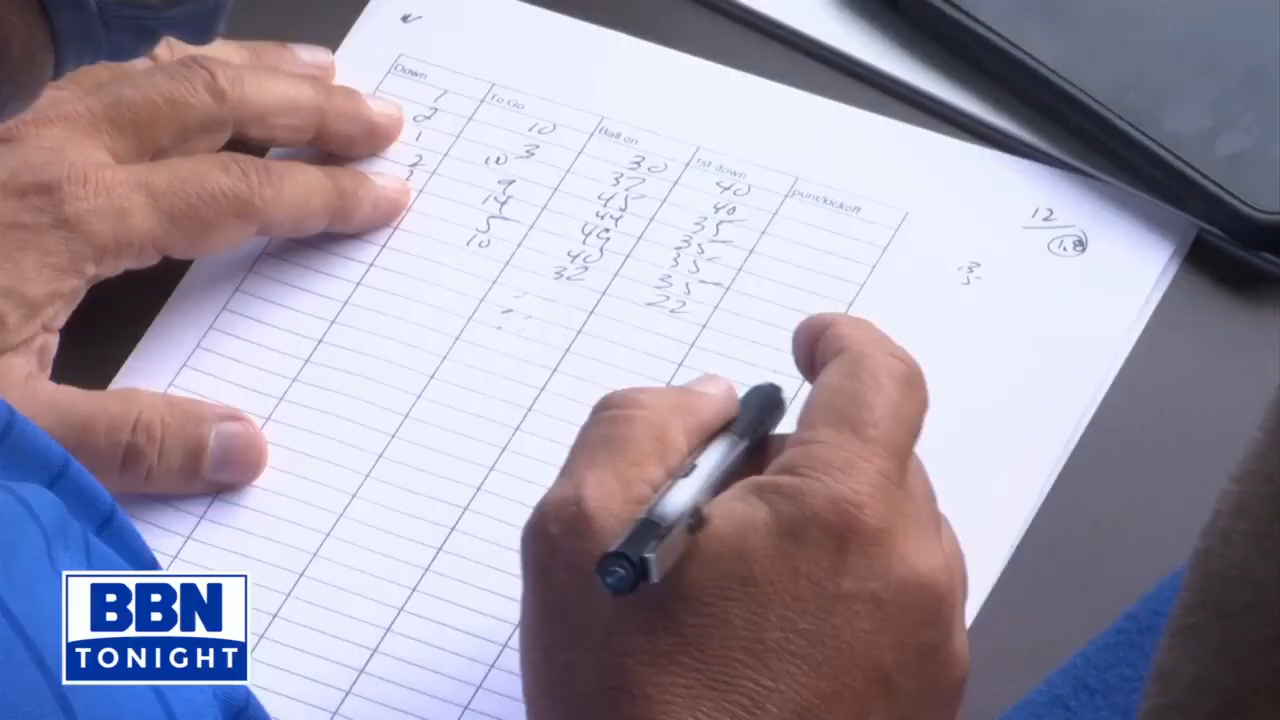 Down To Go Ball on 1st down punt/kickoff
1 10 30 40
2 3 37 40
1 10 45 35
2 9 44 35
14 49 35
5 40 35
10 32 22
12
1.8
BBN
TONIGHT